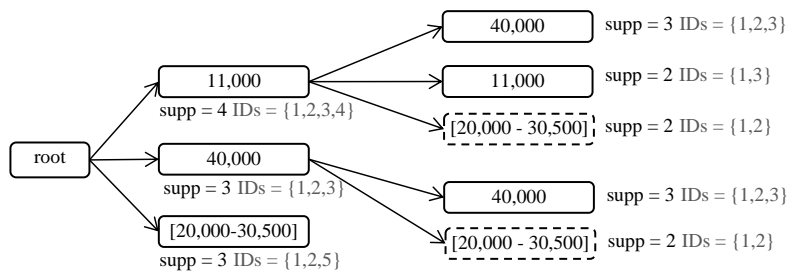 40,000 supp = 3 IDs = {1,2,3}
11,000
11,000 supp = 2 IDs = {1,3}
supp = 4 IDs = {1,2,3,4}
[20,000 - 30,500] supp = 2 IDs = {1,2}
root
40,000
supp = 3 IDs = {1,2,3}
40,000 supp = 3 IDs = {1,2,3}
[20,000-30,500]
[20,000 - 30,500] supp = 2 IDs = {1,2}
supp = 3 IDs = {1,2,5}